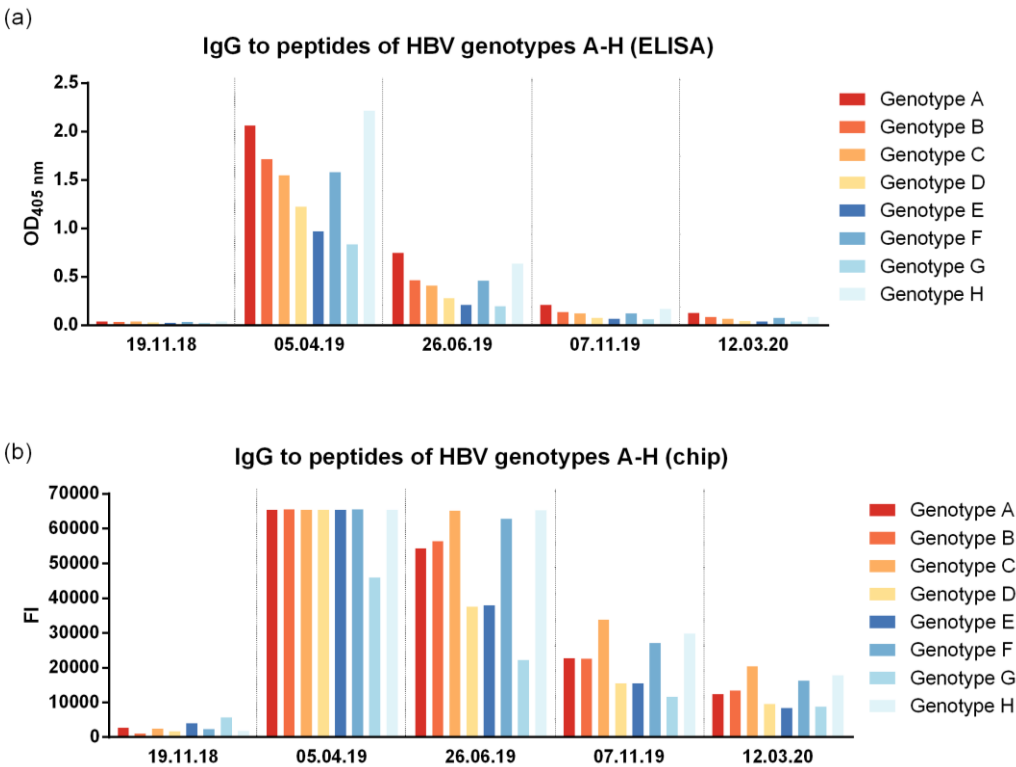 (a)
IgG to peptides of HBV genotypes A-H (ELISA)
2.5
2.0
1.5
1.0
0.5
0.0
OD405 nm
19.11.18 05.04.19 26.06.19 07.11.19 12.03.20
Genotype A
Genotype B
Genotype C
Genotype D
Genotype E
Genotype F
Genotype G
Genotype H
(b)
IgG to peptides of HBV genotypes A-H (chip)
70000
60000
50000
40000
30000
20000
10000
0
FI
19.11.18 05.04.19 26.06.19 07.11.19 12.03.20
Genotype A
Genotype B
Genotype C
Genotype D
Genotype E
Genotype F
Genotype G
Genotype H